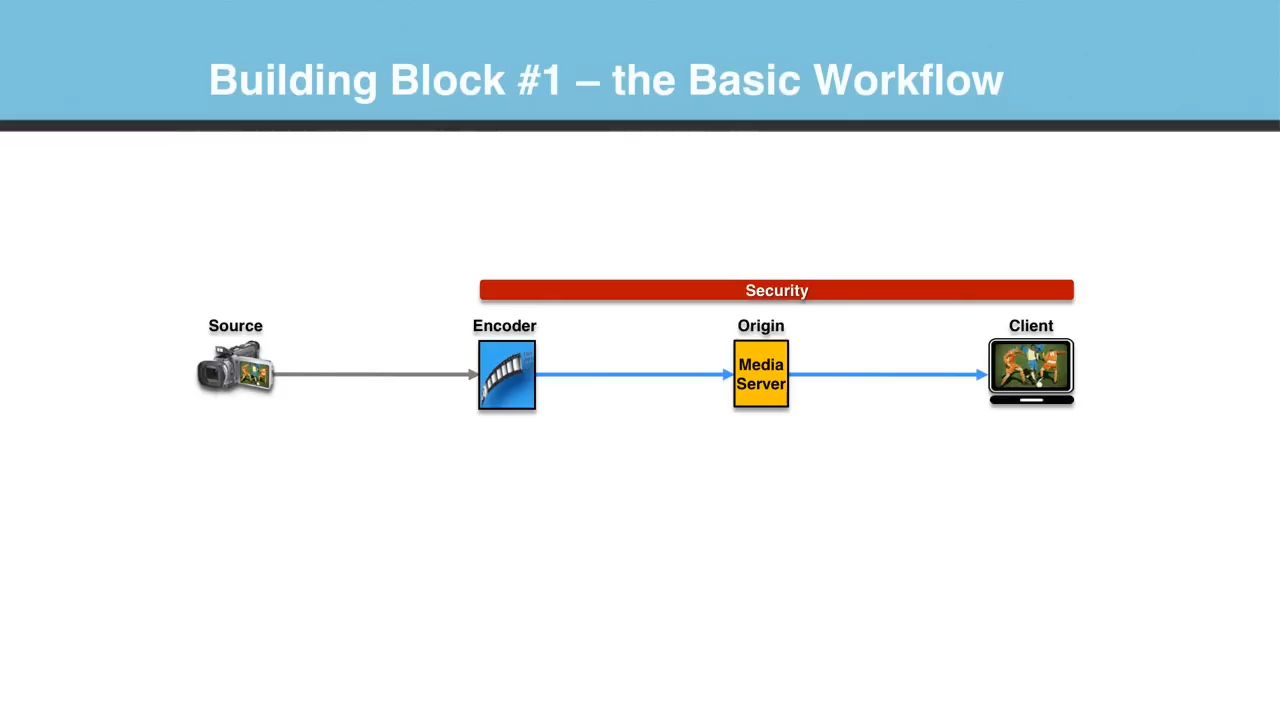 Building Block #1 – the Basic Workflow
Security
Source
Encoder
Origin
Client
Media
Server